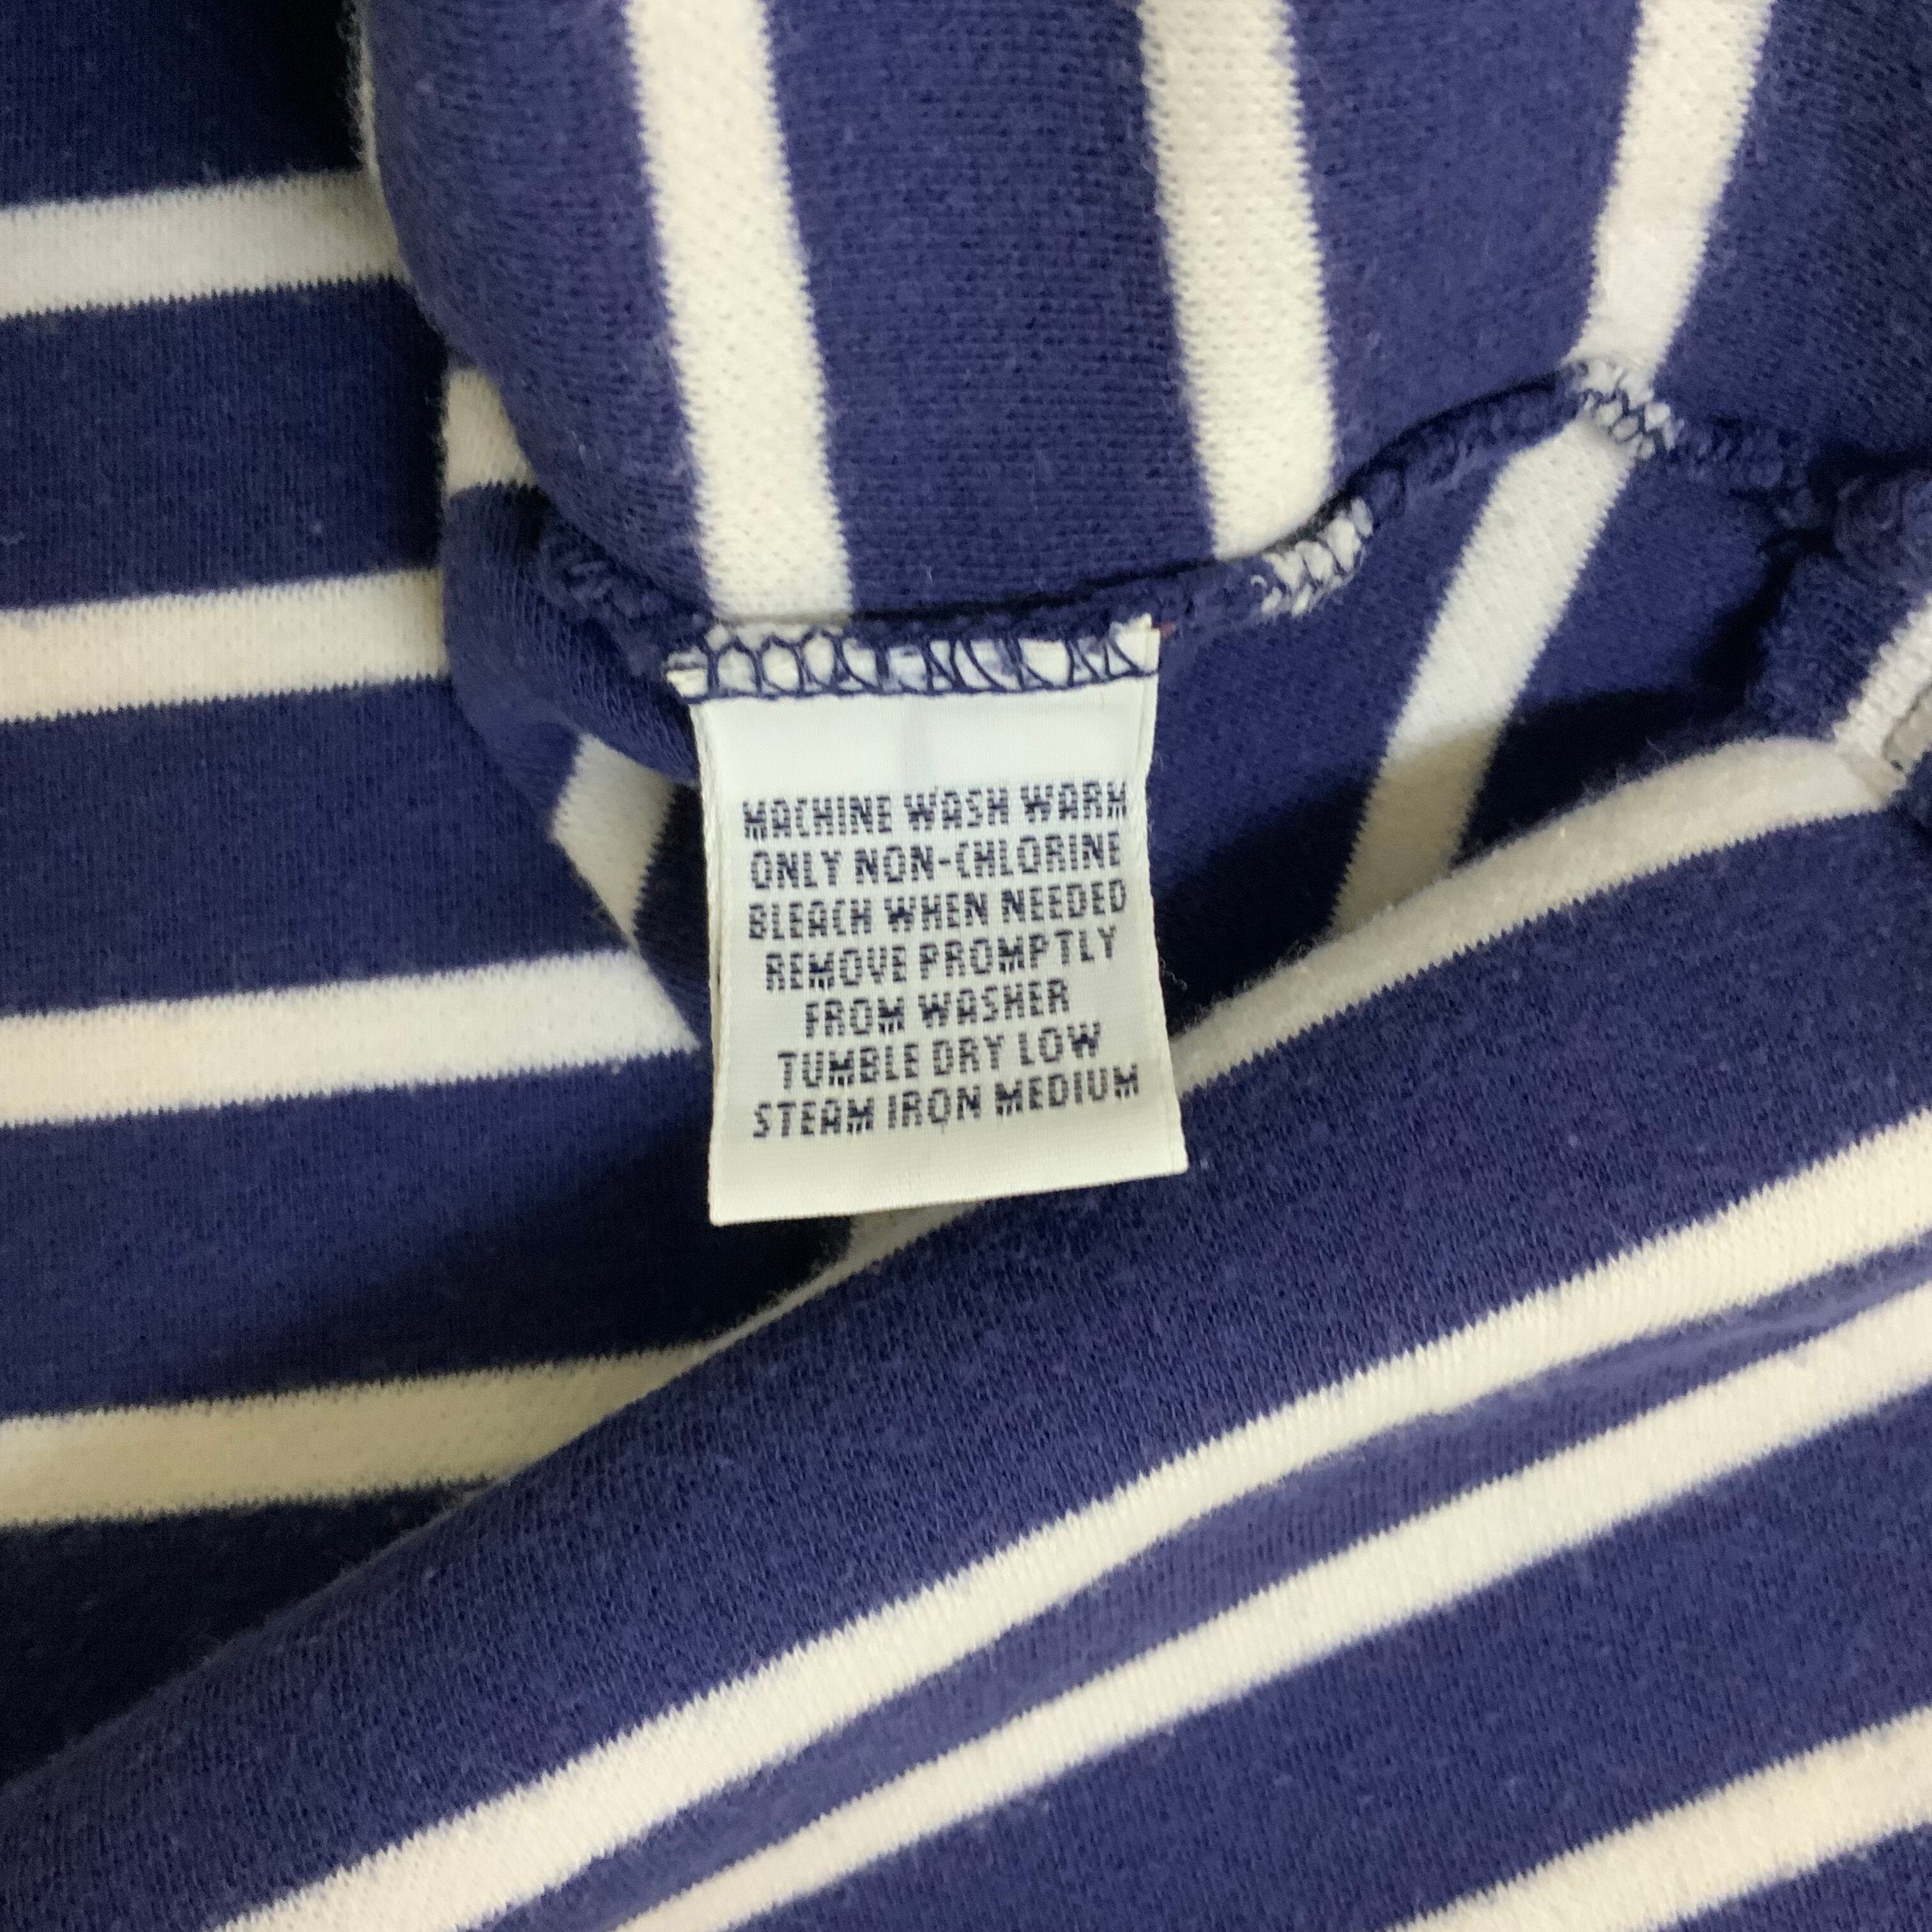 MACHINE WASH WARM
ONLY NON-CHLORINE
BLEACH WHEN NEEDED
REMOVE PROMPTLY
FROM WASHER
TUMBLE DRY LOW
STEAM IRON MEDIUM